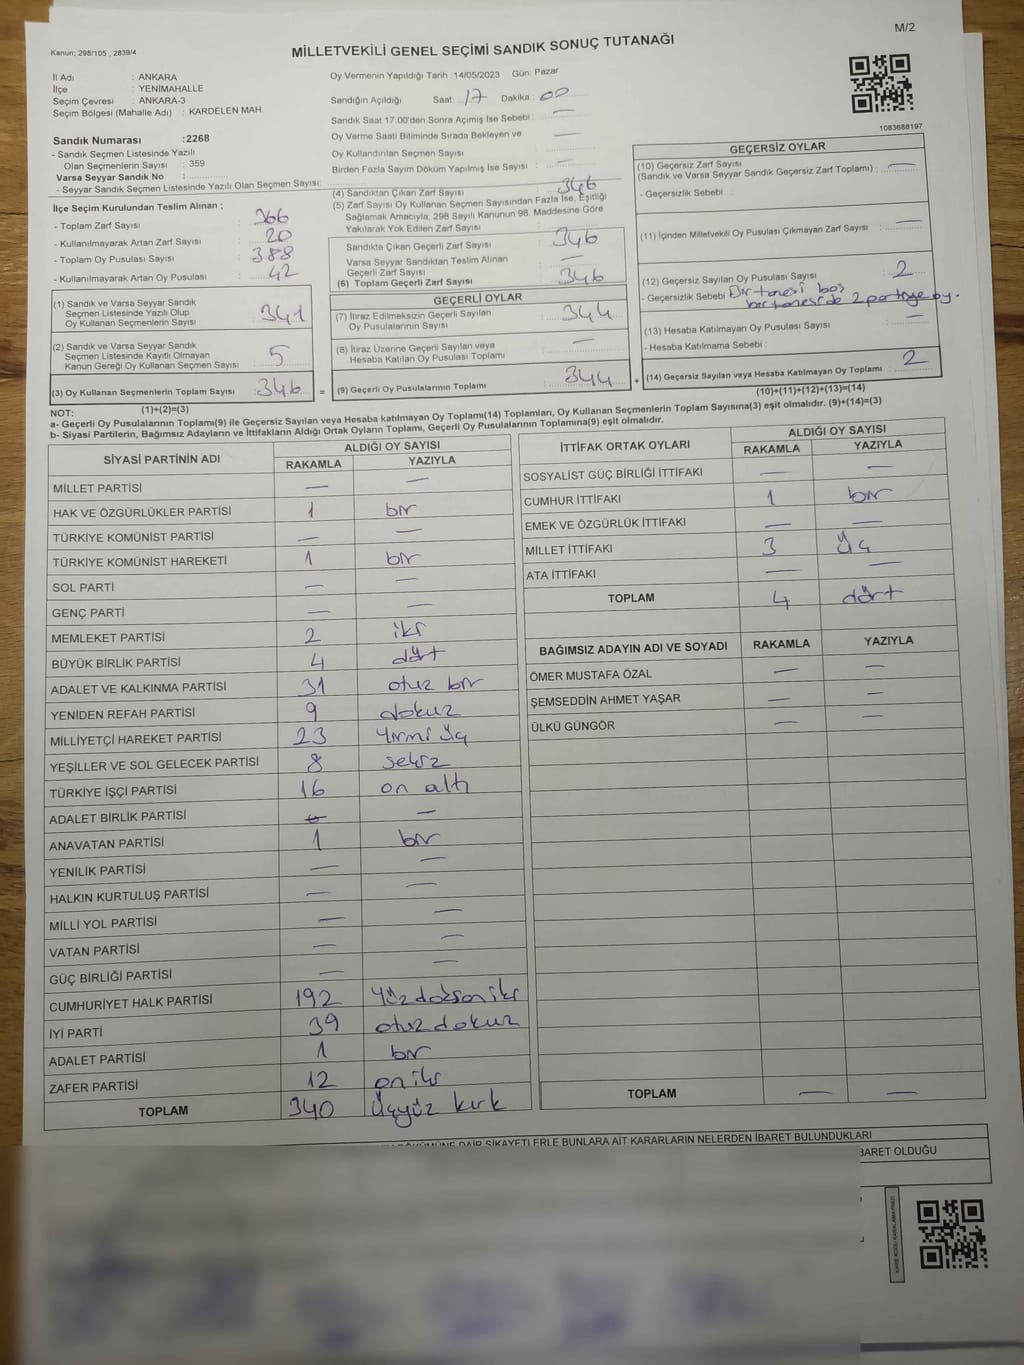 M/2
Kanun; 298/105 , 2839/4
MİLLETVEKİLİ GENEL SEÇİMİ SANDIK SONUÇ TUTANAĞI
İl Adı : ANKARA
İlçe : YENİMAHALLE
Seçim Çevresi : ANKARA-3
Seçim Bölgesi (Mahalle Adı) : KARDELEN MAH.
Sandık Numarası :2268
- Sandık Seçmen Listesinde Yazılı
Olan Seçmenlerin Sayısı : 359
Varsa Seyyar Sandık No :
- Seyyar Sandık Seçmen Listesinde Yazılı Olan Seçmen Sayısı:
İlçe Seçim Kurulundan Teslim Alınan ;
- Toplam Zarf Sayısı : 366
- Kullanılmayarak Artan Zarf Sayısı : 20
- Toplam Oy Pusulası Sayısı : 388
- Kullanılmayarak Artan Oy Pusulası : 42
(1) Sandık ve Varsa Seyyar Sandık
Seçmen Listesinde Yazılı Olup
Oy Kullanan Seçmenlerin Sayısı : 341
(2) Sandık ve Varsa Seyyar Sandık
Seçmen Listesinde Kayıtlı Olmayan
Kanun Gereği Oy Kullanan Seçmen Sayısı : 5
(3) Oy Kullanan Seçmenlerin Toplam Sayısı : 346 =
(1)+(2)=(3)
Oy Vermenin Yapıldığı Tarih :14/05/2023 Gün: Pazar
Sandığın Açıldığı Saat: 17 Dakika: 00
Sandık Saat 17:00'den Sonra Açımış İse Sebebi : —
Oy Verme Saati Bitiminde Sırada Bekleyen ve —
Oy Kullandırılan Seçmen Sayısı :
Birden Fazla Sayım Döküm Yapılmış İse Sayısı : —
(4) Sandıktan Çıkan Zarf Sayısı : 346
(5) Zarf Sayısı Oy Kullanan Seçmen Sayısından Fazla İse, Eşitliği
Sağlamak Amacıyla; 298 Sayılı Kanunun 98. Maddesine Göre
Yakılarak Yok Edilen Zarf Sayısı :
Sandıkta Çıkan Geçerli Zarf Sayısı : 346
Varsa Seyyar Sandıktan Teslim Alınan
Geçerli Zarf Sayısı : —
(6) Toplam Geçerli Zarf Sayısı : 346
GEÇERLİ OYLAR
(7) İtiraz Edilmeksizin Geçerli Sayılan
Oy Pusulalarının Sayısı : 344
(8) İtiraz Üzerine Geçerli Sayılan veya
Hesaba Katılan Oy Pusulası Toplamı : —
(9) Geçerli Oy Pusulalarının Toplamı : 344 +
1083688197
GEÇERSİZ OYLAR
(10) Geçersiz Zarf Sayısı
(Sandık ve Varsa Seyyar Sandık Geçersiz Zarf Toplamı) : —
- Geçersizlik Sebebi :
(11) İçinden Milletvekili Oy Pusulası Çıkmayan Zarf Sayısı : —
(12) Geçersiz Sayılan Oy Pusulası Sayısı : 2
- Geçersizlik Sebebi : Bir tanesi boş
bir tanesi de 2 partiye oy.
(13) Hesaba Katılmayan Oy Pusulası Sayısı : —
- Hesaba Katılmama Sebebi :
(14) Geçersiz Sayılan veya Hesaba Katılmayan Oy Toplamı : 2
(10)+(11)+(12)+(13)=(14)
NOT:
a- Geçerli Oy Pusulalarının Toplamı(9) ile Geçersiz Sayılan veya Hesaba katılmayan Oy Toplamı(14) Toplamları, Oy Kullanan Seçmenlerin Toplam Sayısına(3) eşit olmalıdır. (9)+(14)=(3)
b- Siyasi Partilerin, Bağımsız Adayların ve İttifakların Aldığı Ortak Oyların Toplamı, Geçerli Oy Pusulalarının Toplamına(9) eşit olmalıdır.
SİYASİ PARTİNİN ADI ALDIĞI OY SAYISI
RAKAMLA YAZIYLA
MİLLET PARTİSİ — —
HAK VE ÖZGÜRLÜKLER PARTİSİ 1 bir
TÜRKİYE KOMÜNİST PARTİSİ — —
TÜRKİYE KOMÜNİST HAREKETİ 1 bir
SOL PARTİ — —
GENÇ PARTİ — —
MEMLEKET PARTİSİ 2 iki
BÜYÜK BİRLİK PARTİSİ 4 dört
ADALET VE KALKINMA PARTİSİ 31 otuz bir
YENİDEN REFAH PARTİSİ 9 dokuz
MİLLİYETÇİ HAREKET PARTİSİ 23 Yirmi üç
YEŞİLLER VE SOL GELECEK PARTİSİ 8 sekiz
TÜRKİYE İŞÇİ PARTİSİ 16 on altı
ADALET BİRLİK PARTİSİ — —
ANAVATAN PARTİSİ 1 bir
YENİLİK PARTİSİ — —
HALKIN KURTULUŞ PARTİSİ — —
MİLLİ YOL PARTİSİ — —
VATAN PARTİSİ — —
GÜÇ BİRLİĞİ PARTİSİ — —
CUMHURİYET HALK PARTİSİ 192 Yüz doksan iki
İYİ PARTİ 39 otuz dokuz
ADALET PARTİSİ 1 bir
ZAFER PARTİSİ 12 on iki
TOPLAM 340 Üçyüz kırk
İTTİFAK ORTAK OYLARI ALDIĞI OY SAYISI
RAKAMLA YAZIYLA
SOSYALİST GÜÇ BİRLİĞİ İTTİFAKI — —
CUMHUR İTTİFAKI 1 bir
EMEK VE ÖZGÜRLÜK İTTİFAKI — —
MİLLET İTTİFAKI 3 üç
ATA İTTİFAKI — —
TOPLAM 4 dört
BAĞIMSIZ ADAYIN ADI VE SOYADI RAKAMLA YAZIYLA
ÖMER MUSTAFA ÖZAL — —
ŞEMSEDDİN AHMET YAŞAR — —
ÜLKÜ GÜNGÖR — —
TOPLAM — —
DAİR ŞİKAYETLERLE BUNLARA AİT KARARLARIN NELERDEN İBARET BULUNDUKLARI
BARET OLDUĞU